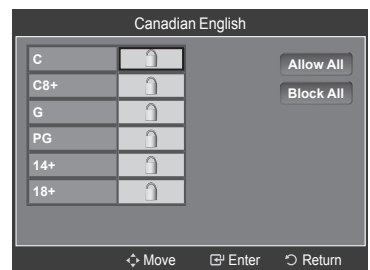 Canadian English
C
Allow All
C8+
Block All
G
PG
14+
18+
Move Enter Return